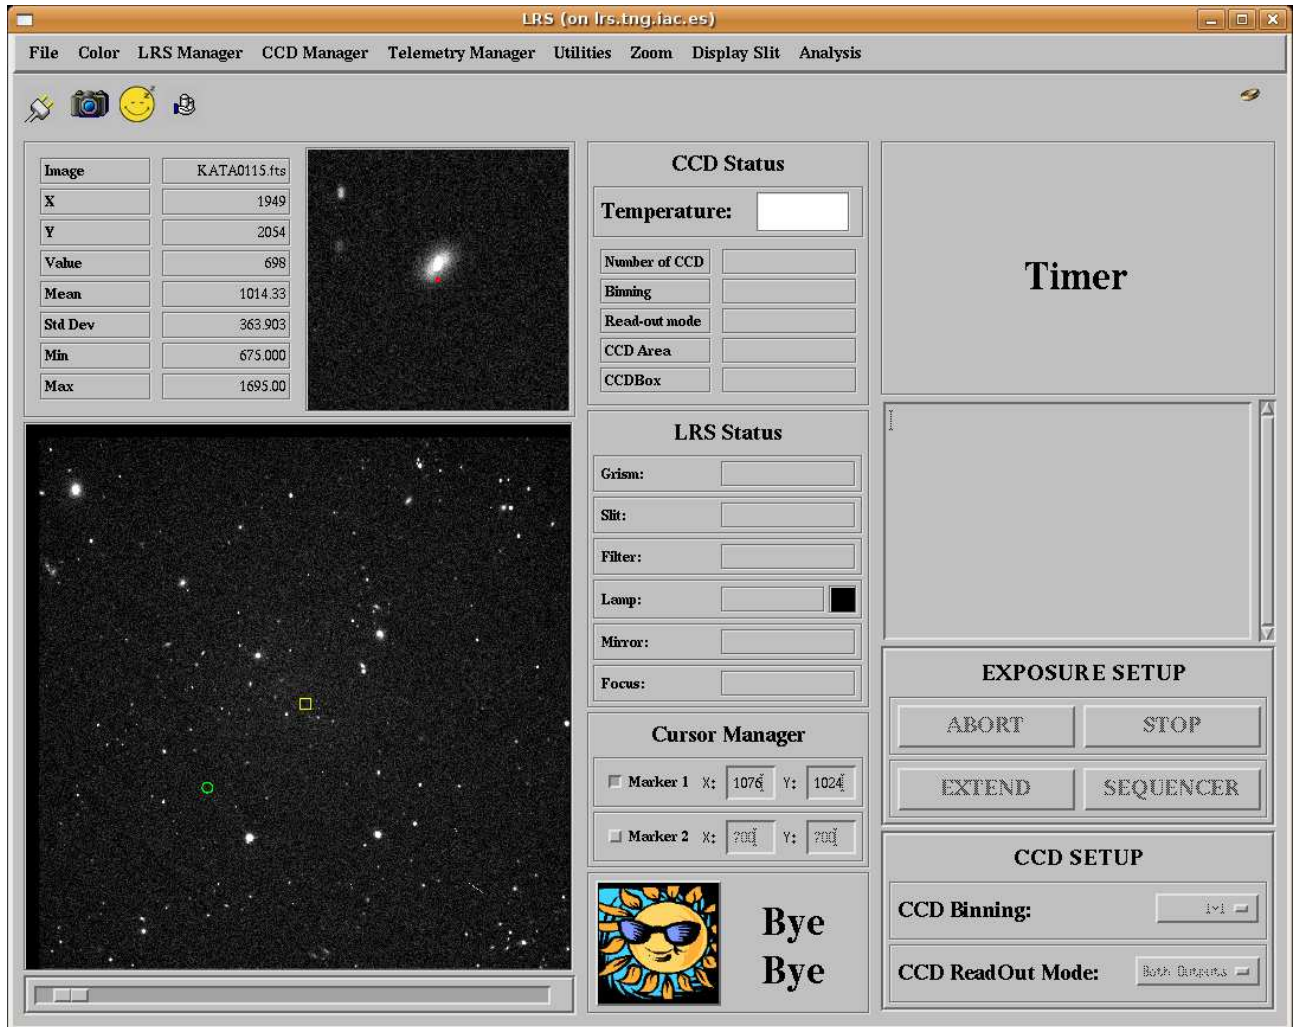 LRS (on lrs.tng.iac.es)
File Color LRS Manager CCD Manager Telemetry Manager Utilities Zoom Display Slit Analysis
Image KATA0115.fts
X 1949
Y 2054
Value 698
Mean 1014.33
Std Dev 363.903
Min 675.000
Max 1695.00
CCD Status
Temperature:
Number of CCD
Binning
Read-out mode
CCD Area
CCDBox
LRS Status
Grism:
Slit:
Filter:
Lamp:
Mirror:
Focus:
Cursor Manager
Marker 1 X: 1076 Y: 1024
Marker 2 X: 700 Y: 700
Bye
Bye
Timer
EXPOSURE SETUP
ABORT STOP
EXTEND SEQUENCER
CCD SETUP
CCD Binning: 1x1
CCD ReadOut Mode: Both Outputs